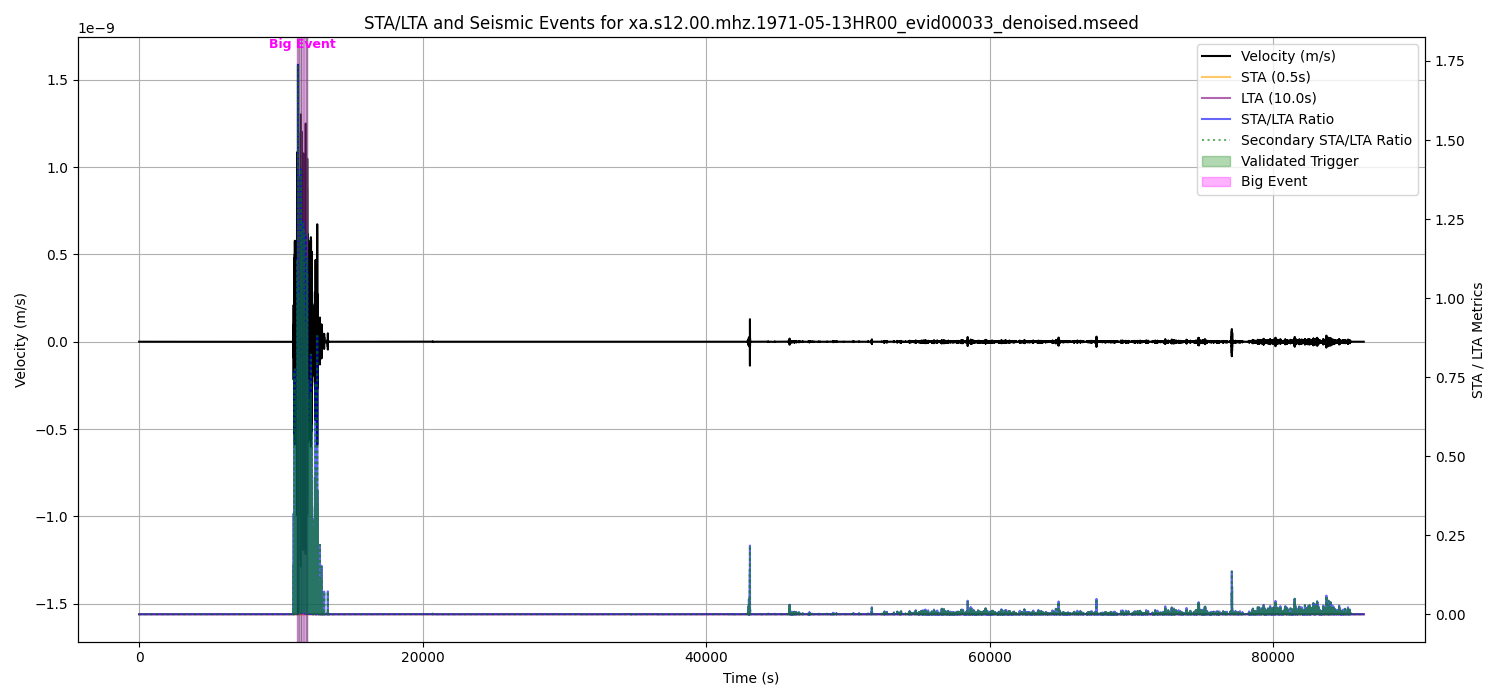 STA/LTA and Seismic Events for xa.s12.00.mhz.1971-05-13HR00_evid00033_denoised.mseed
1e−9
Big Event
Velocity (m/s)
STA (0.5s)
LTA (10.0s)
STA/LTA Ratio
Secondary STA/LTA Ratio
Validated Trigger
Big Event
1.5
1.0
0.5
0.0
−0.5
−1.0
−1.5
Velocity (m/s)
1.75
1.50
1.25
1.00
0.75
0.50
0.25
0.00
STA / LTA Metrics
0 20000 40000 60000 80000
Time (s)